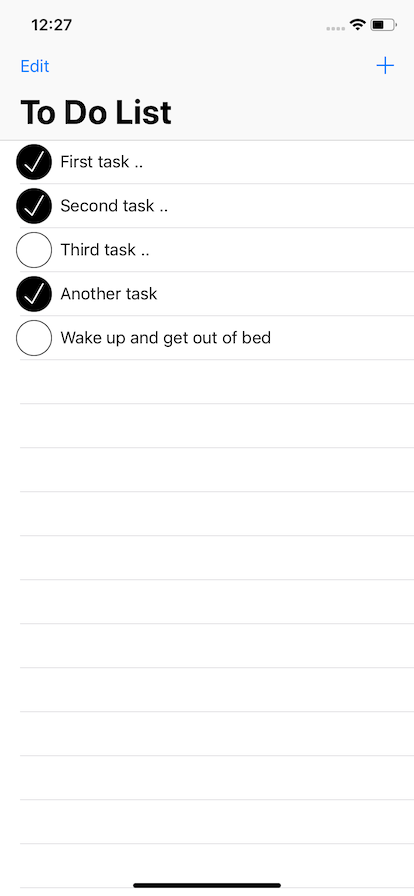 12:27
Edit
To Do List
First task ..
Second task ..
Third task ..
Another task
Wake up and get out of bed